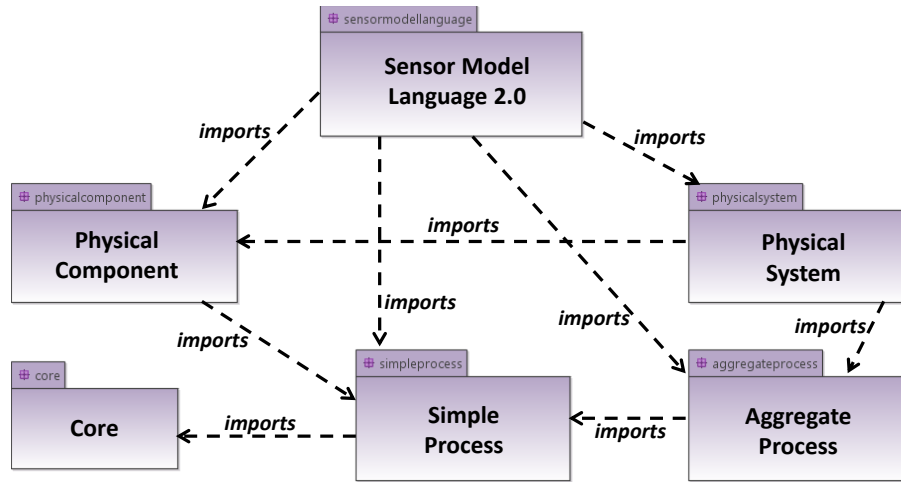 sensormodellanguage
Sensor Model
Language 2.0
imports
imports
physicalcomponent
physicalsystem
imports
Physical
Component
Physical
System
imports
imports
imports
imports
core
simpleprocess
aggregateprocess
Core
imports
Simple
Process
imports
Aggregate
Process